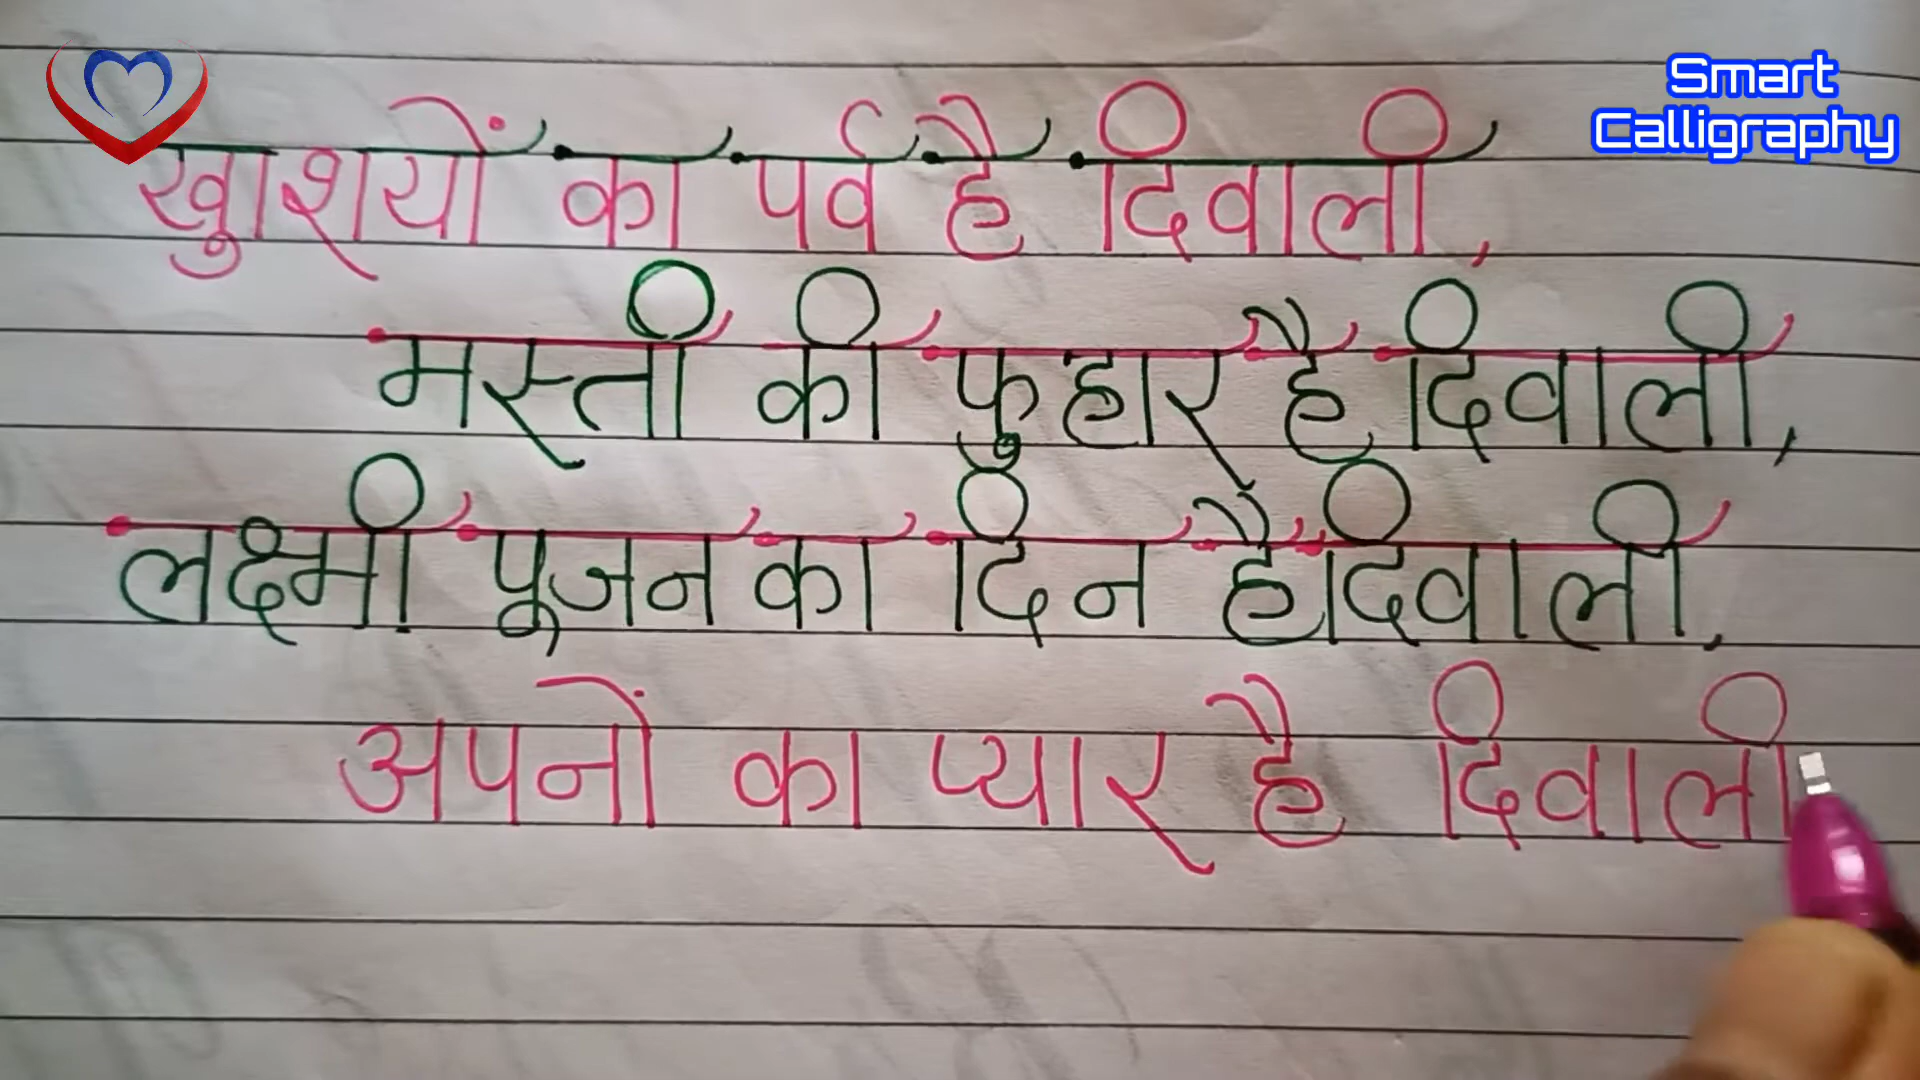 Smart
Calligraphy
खुशियों का पर्व है दिवाली,
मस्ती की फुहार है दिवाली,
लक्ष्मी पूजन का दिन है दिवाली,
अपनों का प्यार है दिवाली